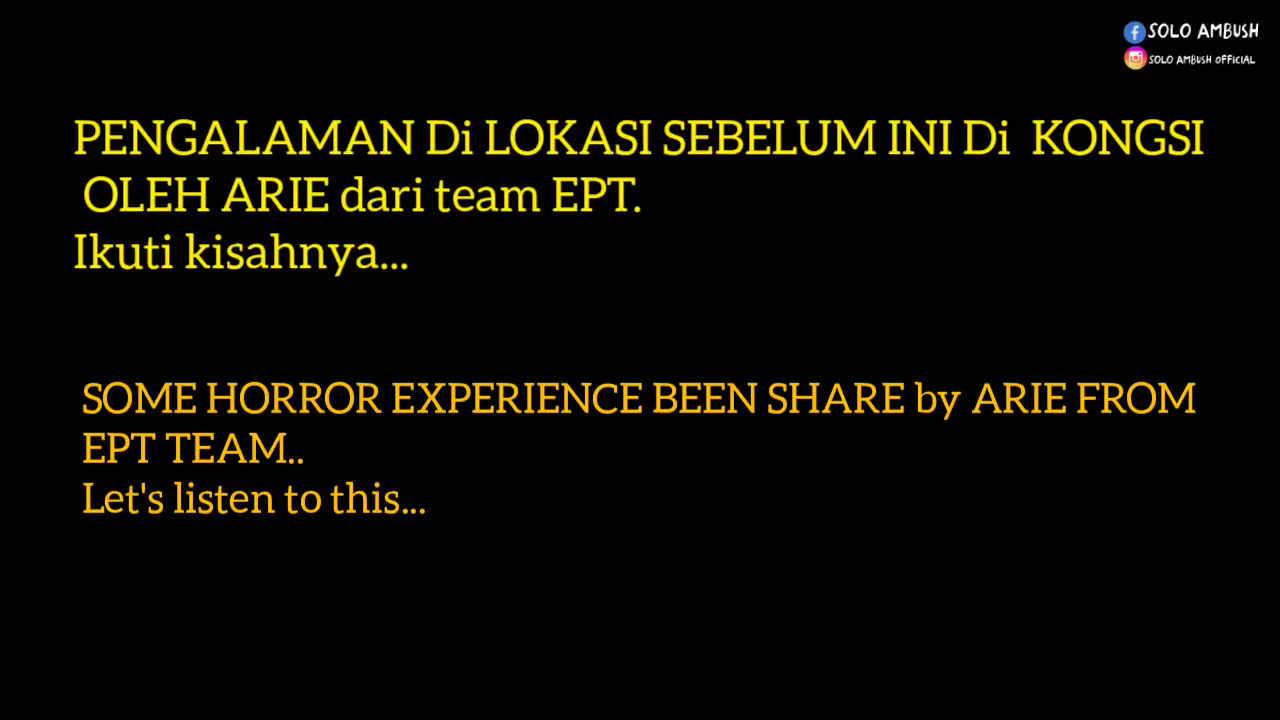 SOLO AMBUSH
SOLO AMBUSH OFFICIAL
PENGALAMAN Di LOKASI SEBELUM INI Di KONGSI
OLEH ARIE dari team EPT.
Ikuti kisahnya...
SOME HORROR EXPERIENCE BEEN SHARE by ARIE FROM
EPT TEAM..
Let's listen to this...